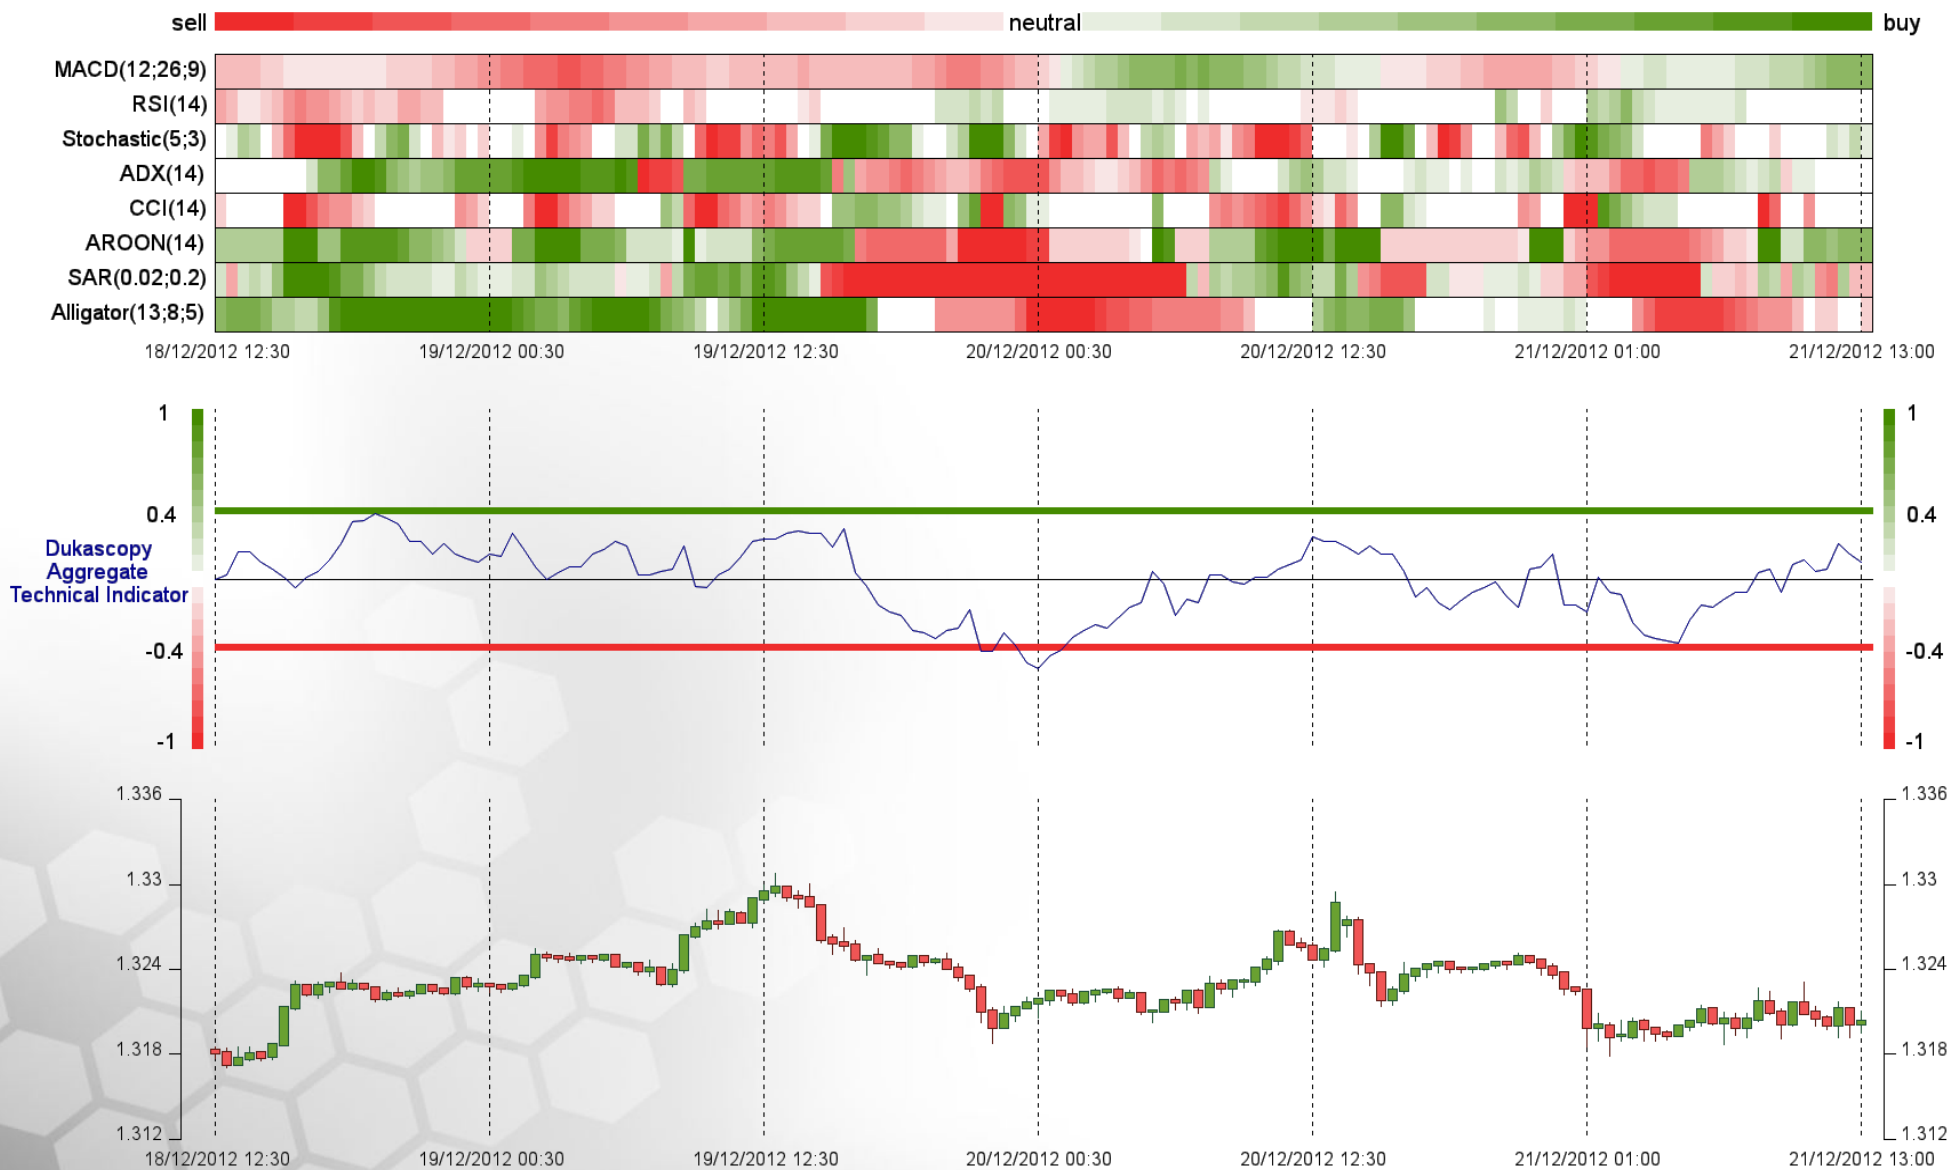 sell neutral buy
MACD(12;26;9)
RSI(14)
Stochastic(5;3)
ADX(14)
CCI(14)
AROON(14)
SAR(0.02;0.2)
Alligator(13;8;5)
18/12/2012 12:30 19/12/2012 00:30 19/12/2012 12:30 20/12/2012 00:30 20/12/2012 12:30 21/12/2012 01:00 21/12/2012 13:00
1 1
0.4 0.4
Dukascopy
Aggregate
Technical Indicator
-0.4 -0.4
-1 -1
1.336 1.336
1.33 1.33
1.324 1.324
1.318 1.318
1.312 1.312
18/12/2012 12:30 19/12/2012 00:30 19/12/2012 12:30 20/12/2012 00:30 20/12/2012 12:30 21/12/2012 01:00 21/12/2012 13:00